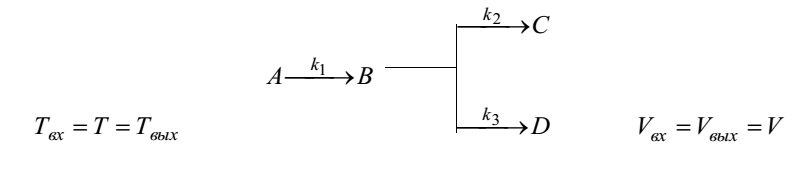 k₂ C
A k₁ B
k₃ D
T_вх = T = T_вых V_вх = V_вых = V